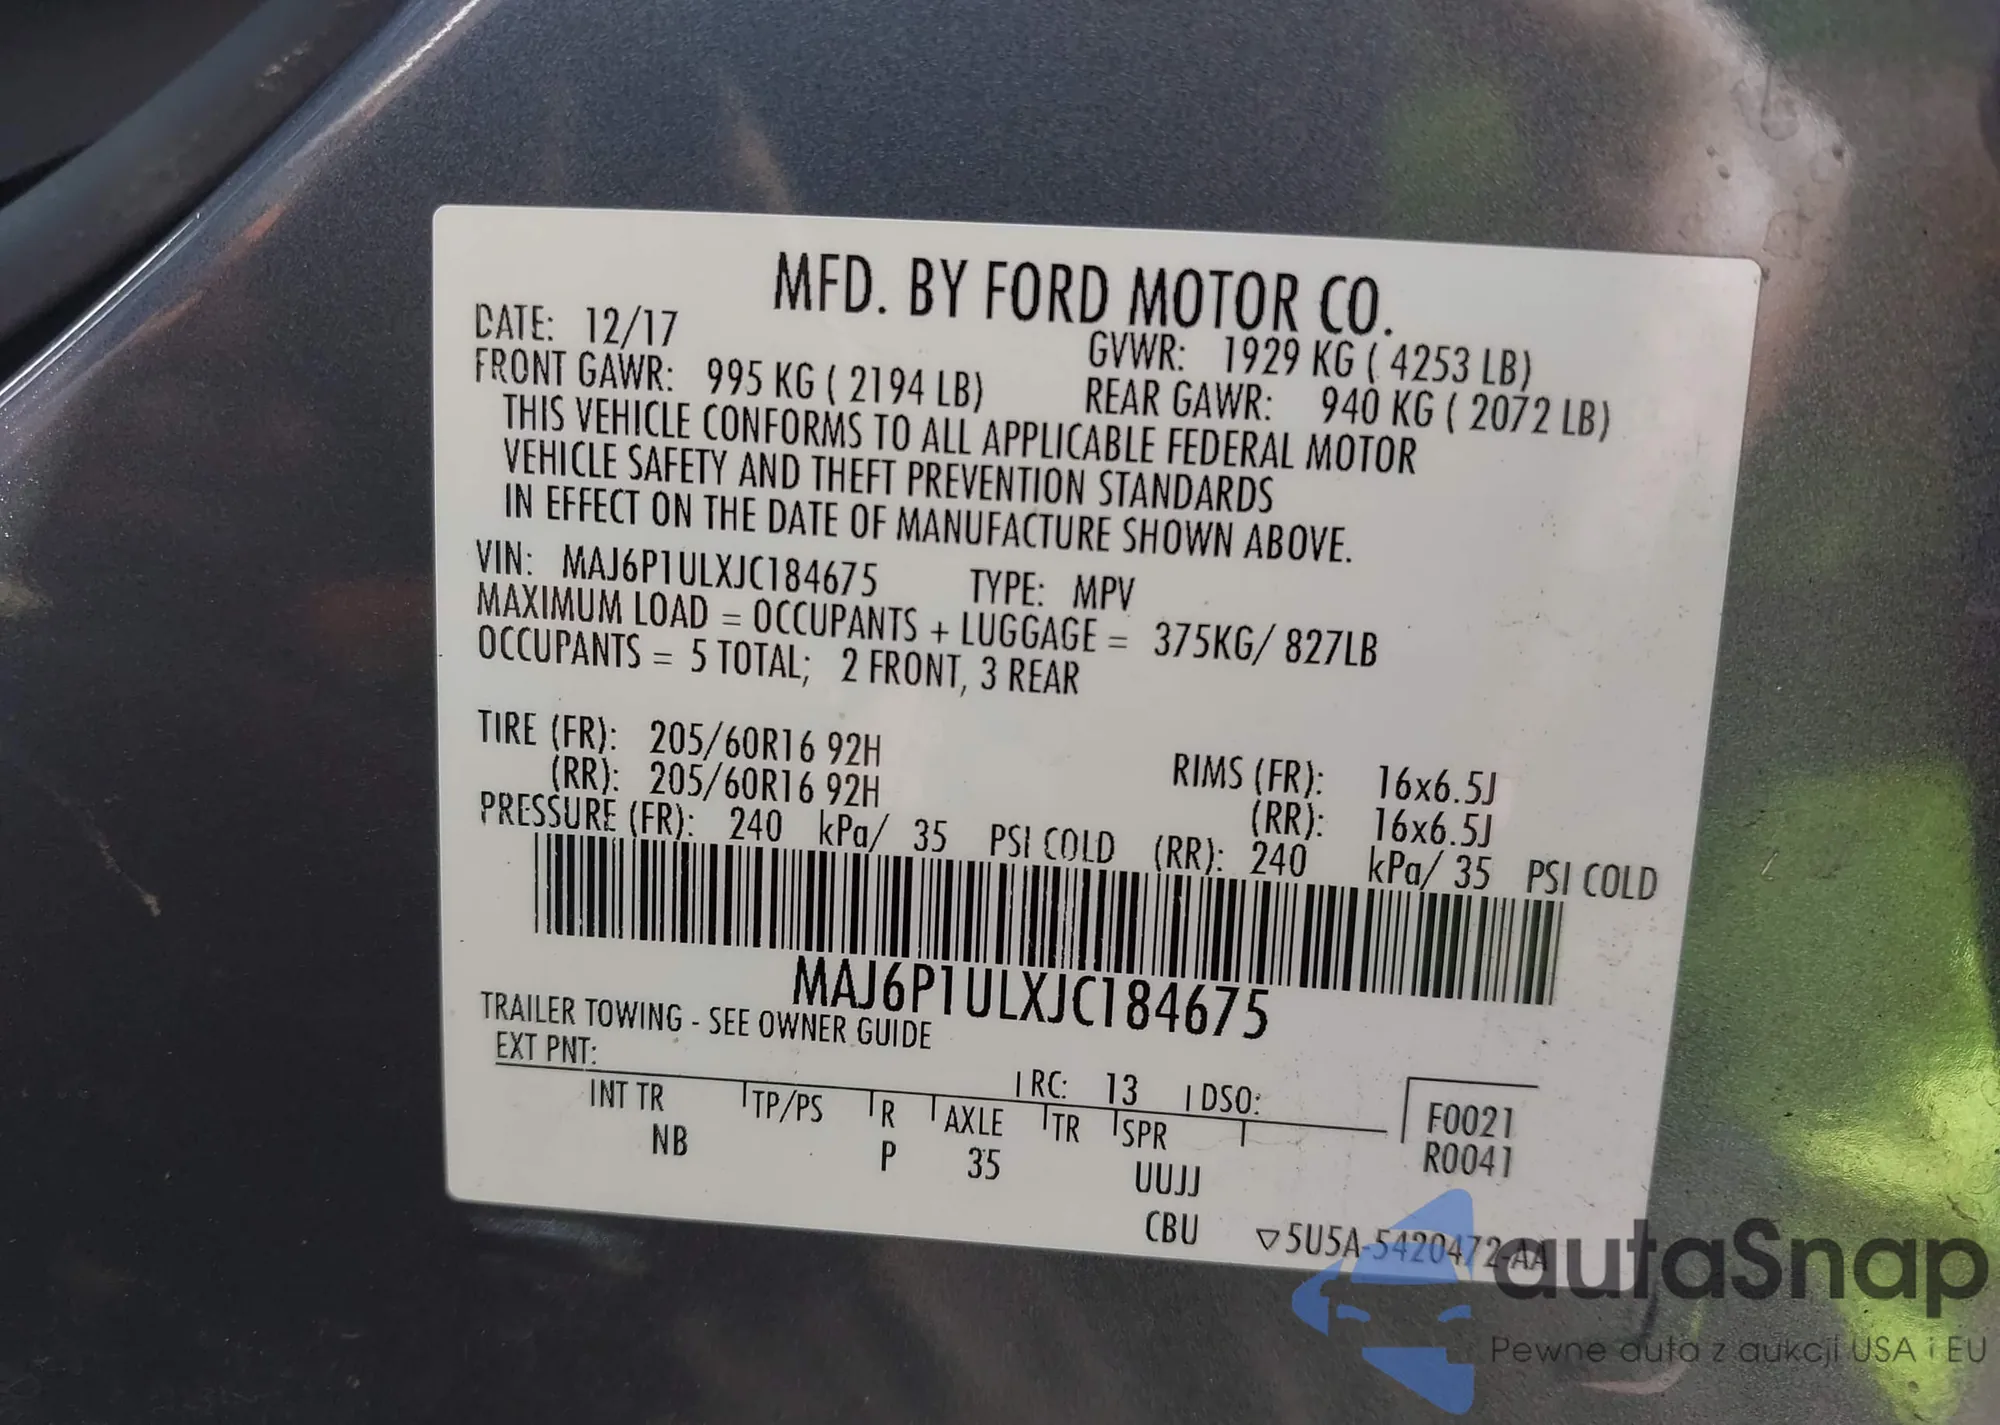 MFD. BY FORD MOTOR CO.
DATE: 12/17
GVWR: 1929 KG ( 4253 LB)
FRONT GAWR: 995 KG ( 2194 LB)
REAR GAWR: 940 KG ( 2072 LB)
THIS VEHICLE CONFORMS TO ALL APPLICABLE FEDERAL MOTOR
VEHICLE SAFETY AND THEFT PREVENTION STANDARDS
IN EFFECT ON THE DATE OF MANUFACTURE SHOWN ABOVE.
VIN: MAJ6P1ULXJC184675 TYPE: MPV
MAXIMUM LOAD = OCCUPANTS + LUGGAGE = 375KG/ 827LB
OCCUPANTS = 5 TOTAL; 2 FRONT, 3 REAR
TIRE (FR): 205/60R16 92H RIMS (FR): 16x6.5J
(RR): 205/60R16 92H (RR): 16x6.5J
PRESSURE (FR): 240 kPa/ 35 PSI COLD (RR): 240 kPa/ 35 PSI COLD
MAJ6P1ULXJC184675
TRAILER TOWING - SEE OWNER GUIDE
EXT PNT: RC: 13 DSO:
INT TR TP/PS R AXLE TR SPR F0021
NB P 35 UUJJ R0041
CBU ▽5U5A-5420472-AA
autaSnap
Pewne auta z aukcji USA i EU